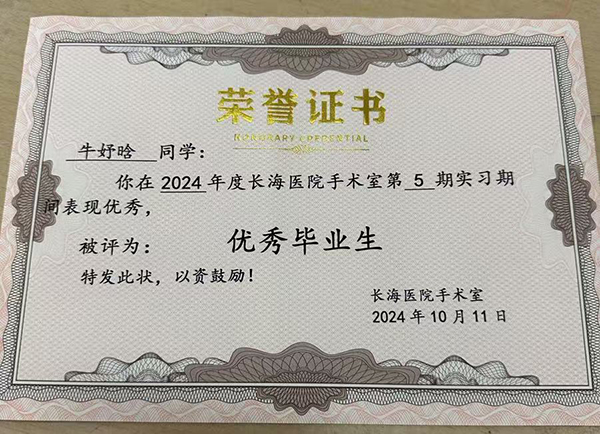 荣誉证书
HONORARY CREDENTIAL
牛妤晗 同学：
你在 2024 年度长海医院手术室第 5 期实习期
间表现优秀，
被评为： 优秀毕业生
特发此状，以资鼓励！
长海医院手术室
2024 年 10 月 11 日